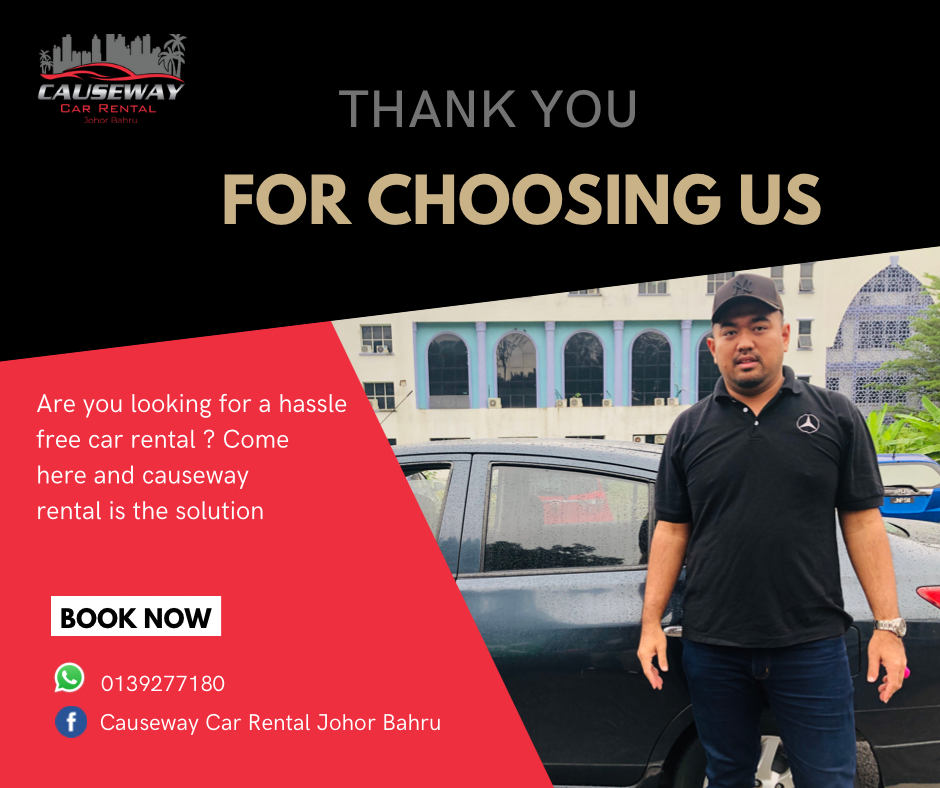 CAUSEWAY
CAR RENTAL
Johor Bahru
THANK YOU
FOR CHOOSING US
Are you looking for a hassle
free car rental ? Come
here and causeway
rental is the solution
BOOK NOW
0139277180
Causeway Car Rental Johor Bahru